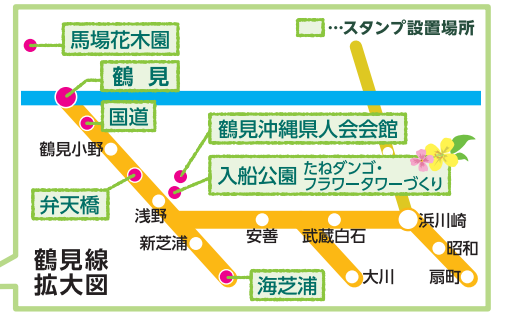 …スタンプ設置場所
馬場花木園
鶴見
国道
鶴見小野
鶴見沖縄県人会会館
入船公園 たねダンゴ・
フラワータワーづくり
弁天橋
浅野
新芝浦
安善
武蔵白石
浜川崎
昭和
扇町
大川
海芝浦
鶴見線
拡大図